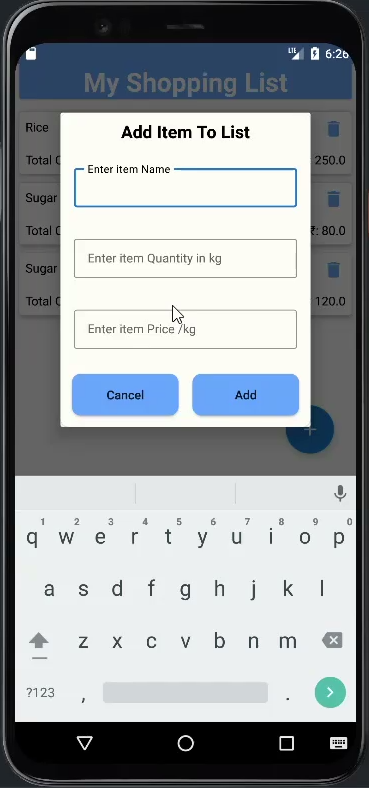 LTE 6:26
My Shopping List
Rice
Total C 250.0
Sugar
Total C ₹: 80.0
Sugar
Total C 120.0
Add Item To List
Enter item Name
Enter item Quantity in kg
Enter item Price /kg
Cancel Add
+
1 2 3 4 5 6 7 8 9 0
q w e r t y u i o p
a s d f g h j k l
z x c v b n m
?123 , .